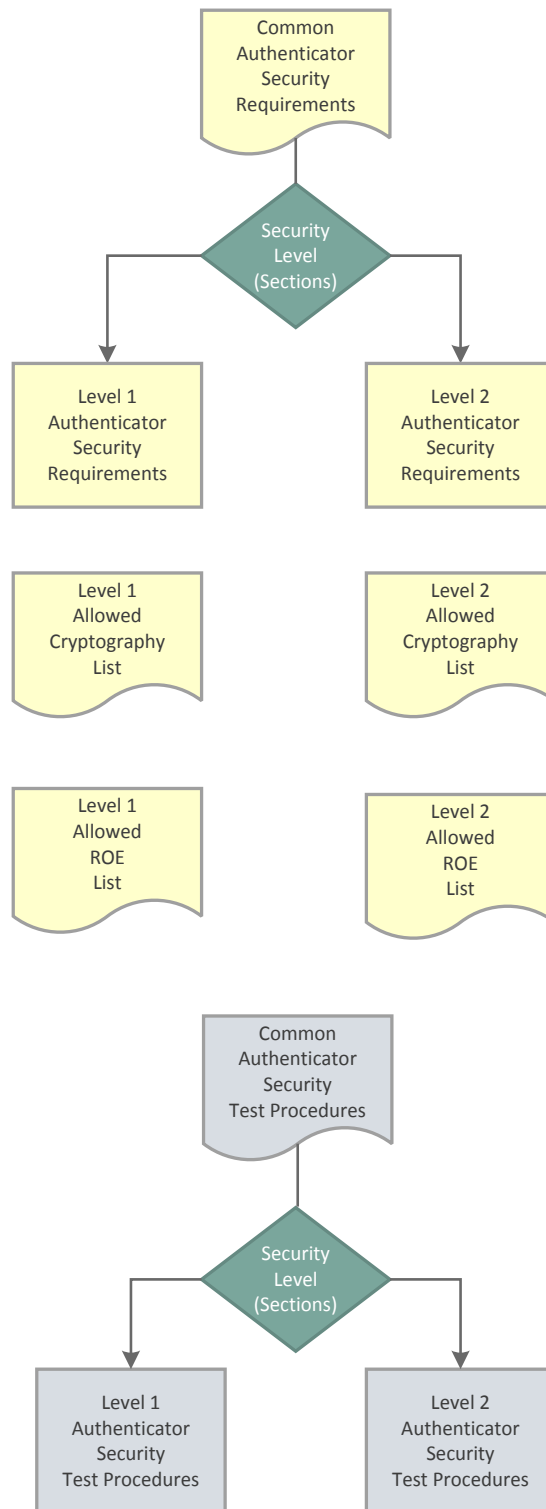 Common
Authenticator
Security
Requirements
Security
Level
(Sections)
Level 1
Authenticator
Security
Requirements
Level 2
Authenticator
Security
Requirements
Level 1
Allowed
Cryptography
List
Level 2
Allowed
Cryptography
List
Level 1
Allowed
ROE
List
Level 2
Allowed
ROE
List
Common
Authenticator
Security
Test Procedures
Security
Level
(Sections)
Level 1
Authenticator
Security
Test Procedures
Level 2
Authenticator
Security
Test Procedures